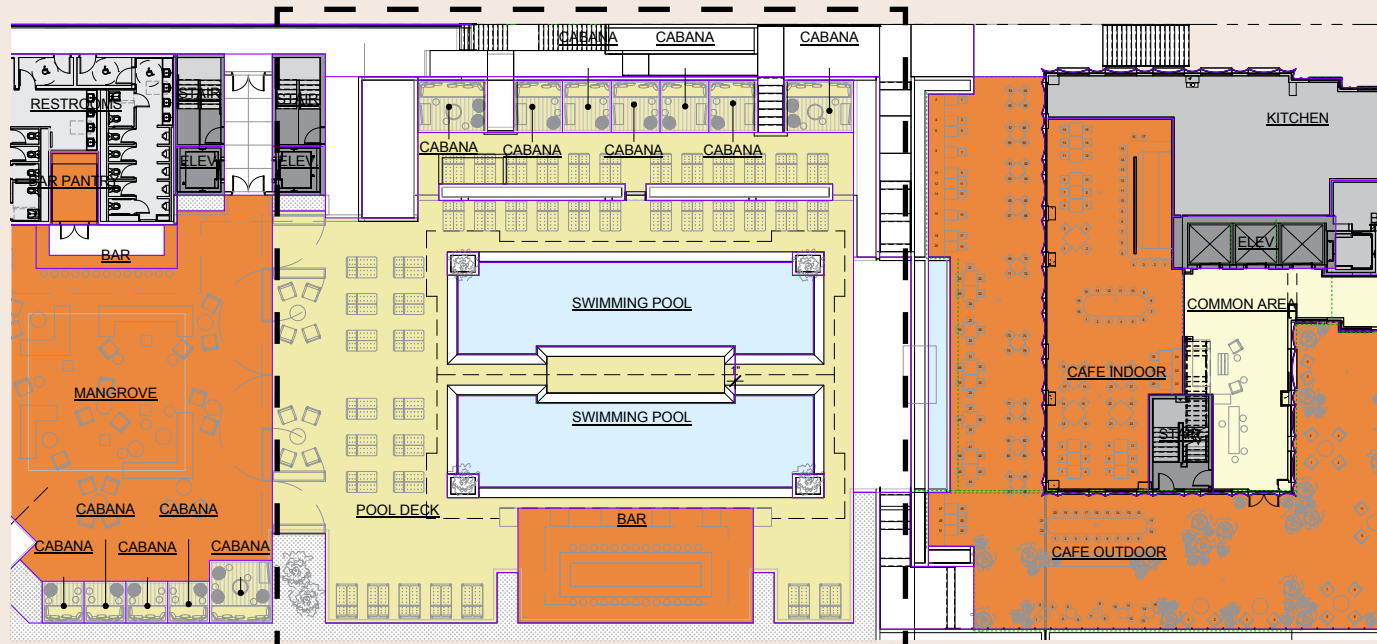 CABANA
CABANA
CABANA
RESTROOMS
STAIR
STAIR
KITCHEN
CABANA
CABANA
CABANA
CABANA
ELEV.
ELEV.
BAR PANTRY
BAR
ELEV.
SWIMMING POOL
COMMON AREA
CAFE INDOOR
MANGROVE
SWIMMING POOL
STAIR
CABANA
CABANA
POOL DECK
BAR
CABANA
CABANA
CABANA
CAFE OUTDOOR